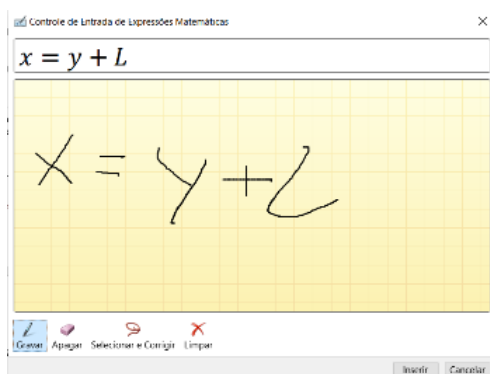 Controle de Entrada de Expressões Matemáticas
x = y + L
x = y + L
Gravar Apagar Selecionar e Corrigir Limpar
Inserir Cancelar